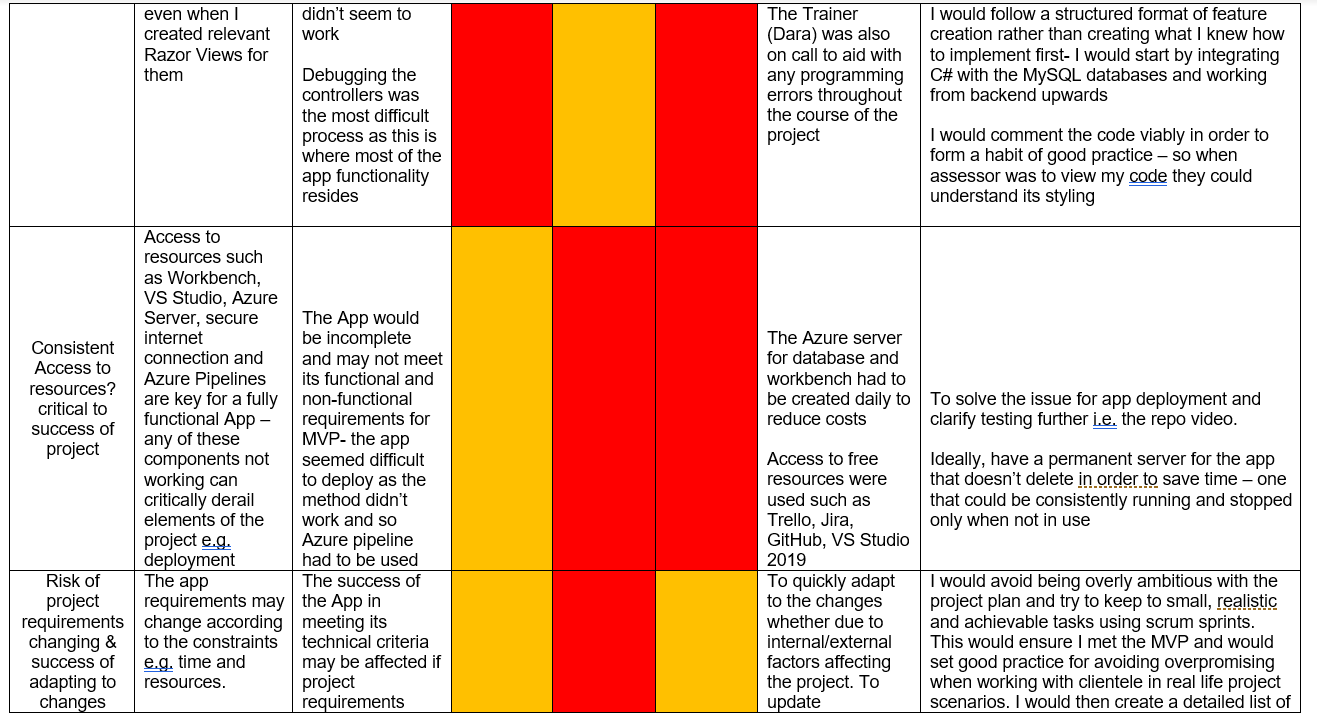 even when I
created relevant
Razor Views for
them
didn’t seem to
work
Debugging the
controllers was
the most difficult
process as this is
where most of the
app functionality
resides
The Trainer
(Dara) was also
on call to aid with
any programming
errors throughout
the course of the
project
I would follow a structured format of feature
creation rather than creating what I knew how
to implement first- I would start by integrating
C# with the MySQL databases and working
from backend upwards
I would comment the code viably in order to
form a habit of good practice – so when
assessor was to view my code they could
understand its styling
Consistent
Access to
resources?
critical to
success of
project
Access to
resources such
as Workbench,
VS Studio, Azure
Server, secure
internet
connection and
Azure Pipelines
are key for a fully
functional App –
any of these
components not
working can
critically derail
elements of the
project e.g.
deployment
The App would
be incomplete
and may not meet
its functional and
non-functional
requirements for
MVP- the app
seemed difficult
to deploy as the
method didn’t
work and so
Azure pipeline
had to be used
The Azure server
for database and
workbench had to
be created daily to
reduce costs
Access to free
resources were
used such as
Trello, Jira,
GitHub, VS Studio
2019
To solve the issue for app deployment and
clarify testing further i.e. the repo video.
Ideally, have a permanent server for the app
that doesn’t delete in order to save time – one
that could be consistently running and stopped
only when not in use
Risk of
project
requirements
changing &
success of
adapting to
changes
The app
requirements may
change according
to the constraints
e.g. time and
resources.
The success of
the App in
meeting its
technical criteria
may be affected if
project
requirements
To quickly adapt
to the changes
whether due to
internal/external
factors affecting
the project. To
update
I would avoid being overly ambitious with the
project plan and try to keep to small, realistic
and achievable tasks using scrum sprints.
This would ensure I met the MVP and would
set good practice for avoiding overpromising
when working with clientele in real life project
scenarios. I would then create a detailed list of